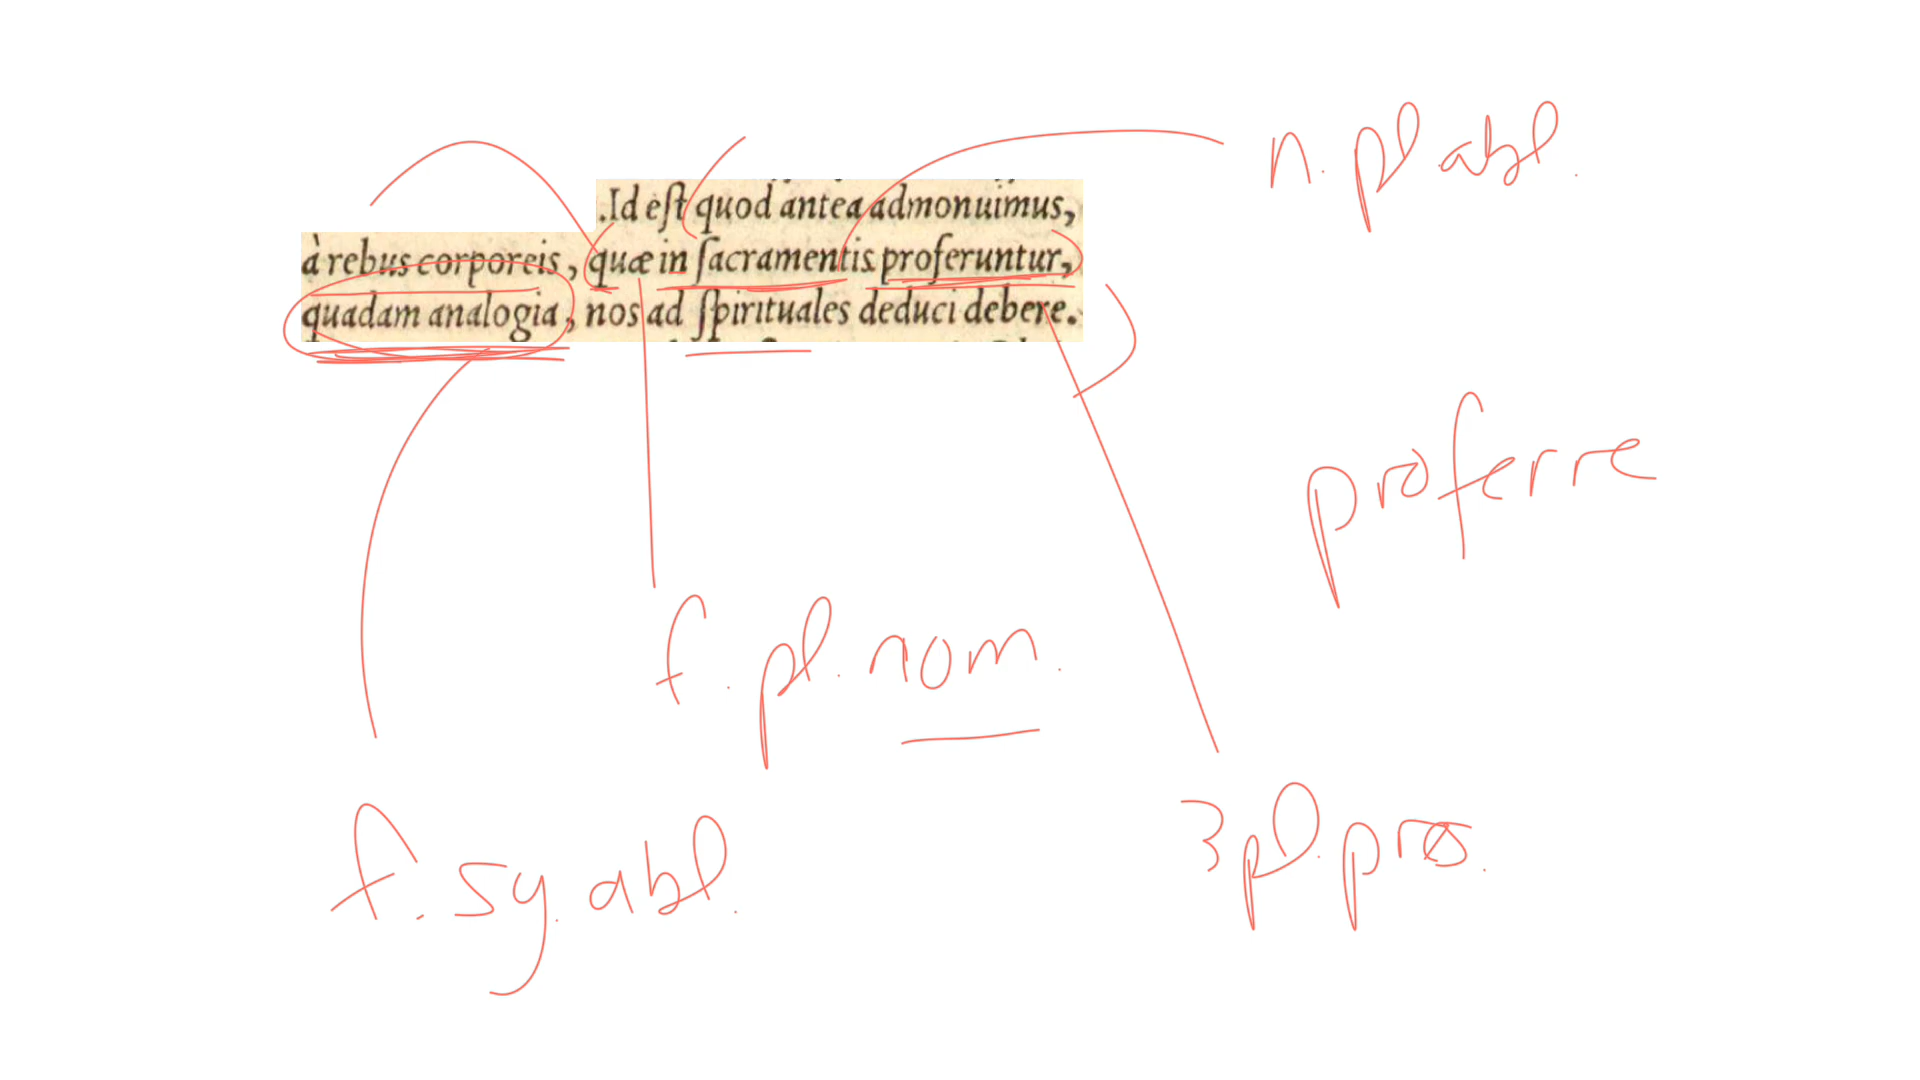 n. pl abl.
.Id eſt quod antea admonuimus,
à rebus corporeis, quæ in ſacramentis proferuntur,
quadam analogia, nos ad ſpirituales deduci debere.
proferre
f. pl. nom.
3 pl. pres.
f. sg. abl.